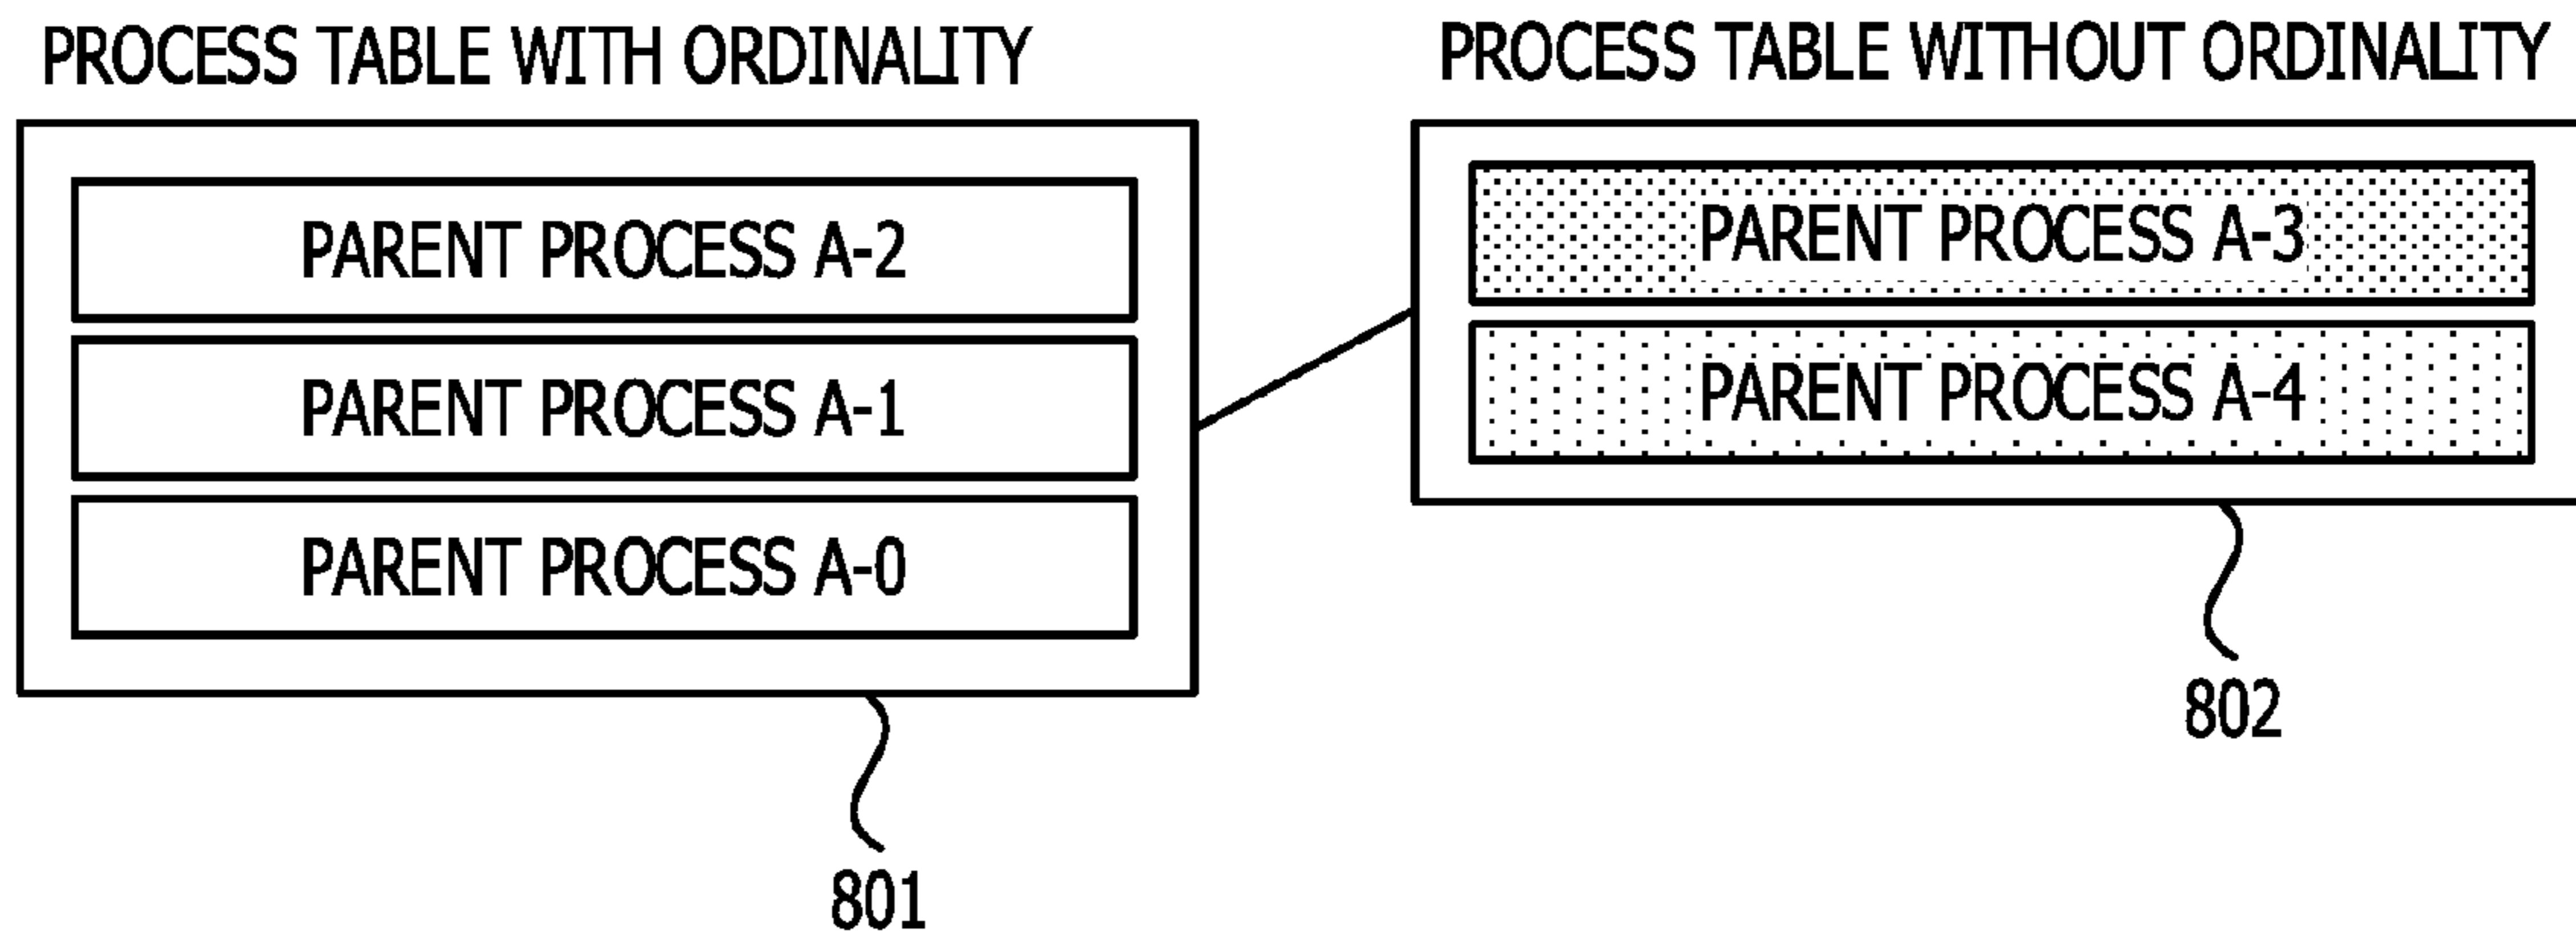 PROCESS TABLE WITH ORDINALITY
PARENT PROCESS A-2
PARENT PROCESS A-1
PARENT PROCESS A-0
801
PROCESS TABLE WITHOUT ORDINALITY
PARENT PROCESS A-3
PARENT PROCESS A-4
802